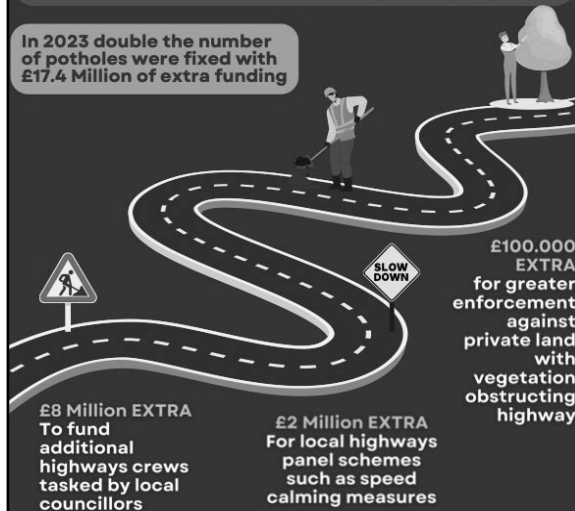 In 2023 double the number
of potholes were fixed with
£17.4 Million of extra funding
SLOW
DOWN
£100.000
EXTRA
for greater
enforcement
against
private land
with
vegetation
obstructing
highway
£8 Million EXTRA
To fund
additional
highways crews
tasked by local
councillors
£2 Million EXTRA
For local highways
panel schemes
such as speed
calming measures